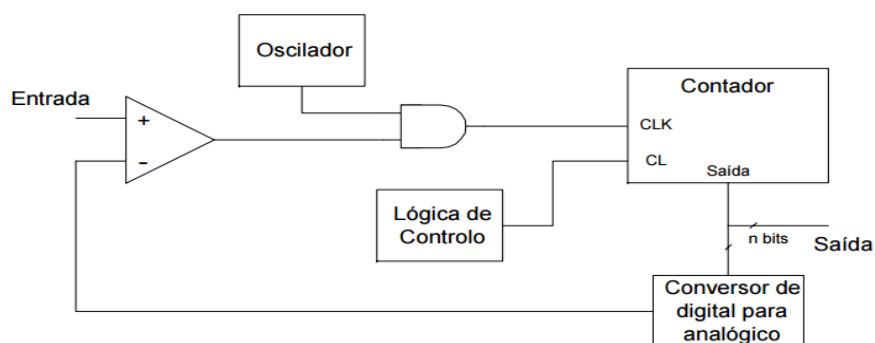 Oscilador
Entrada
+
-
Contador
CLK
CL
Saída
Lógica de
Controlo
n bits
Saída
Conversor de
digital para
analógico